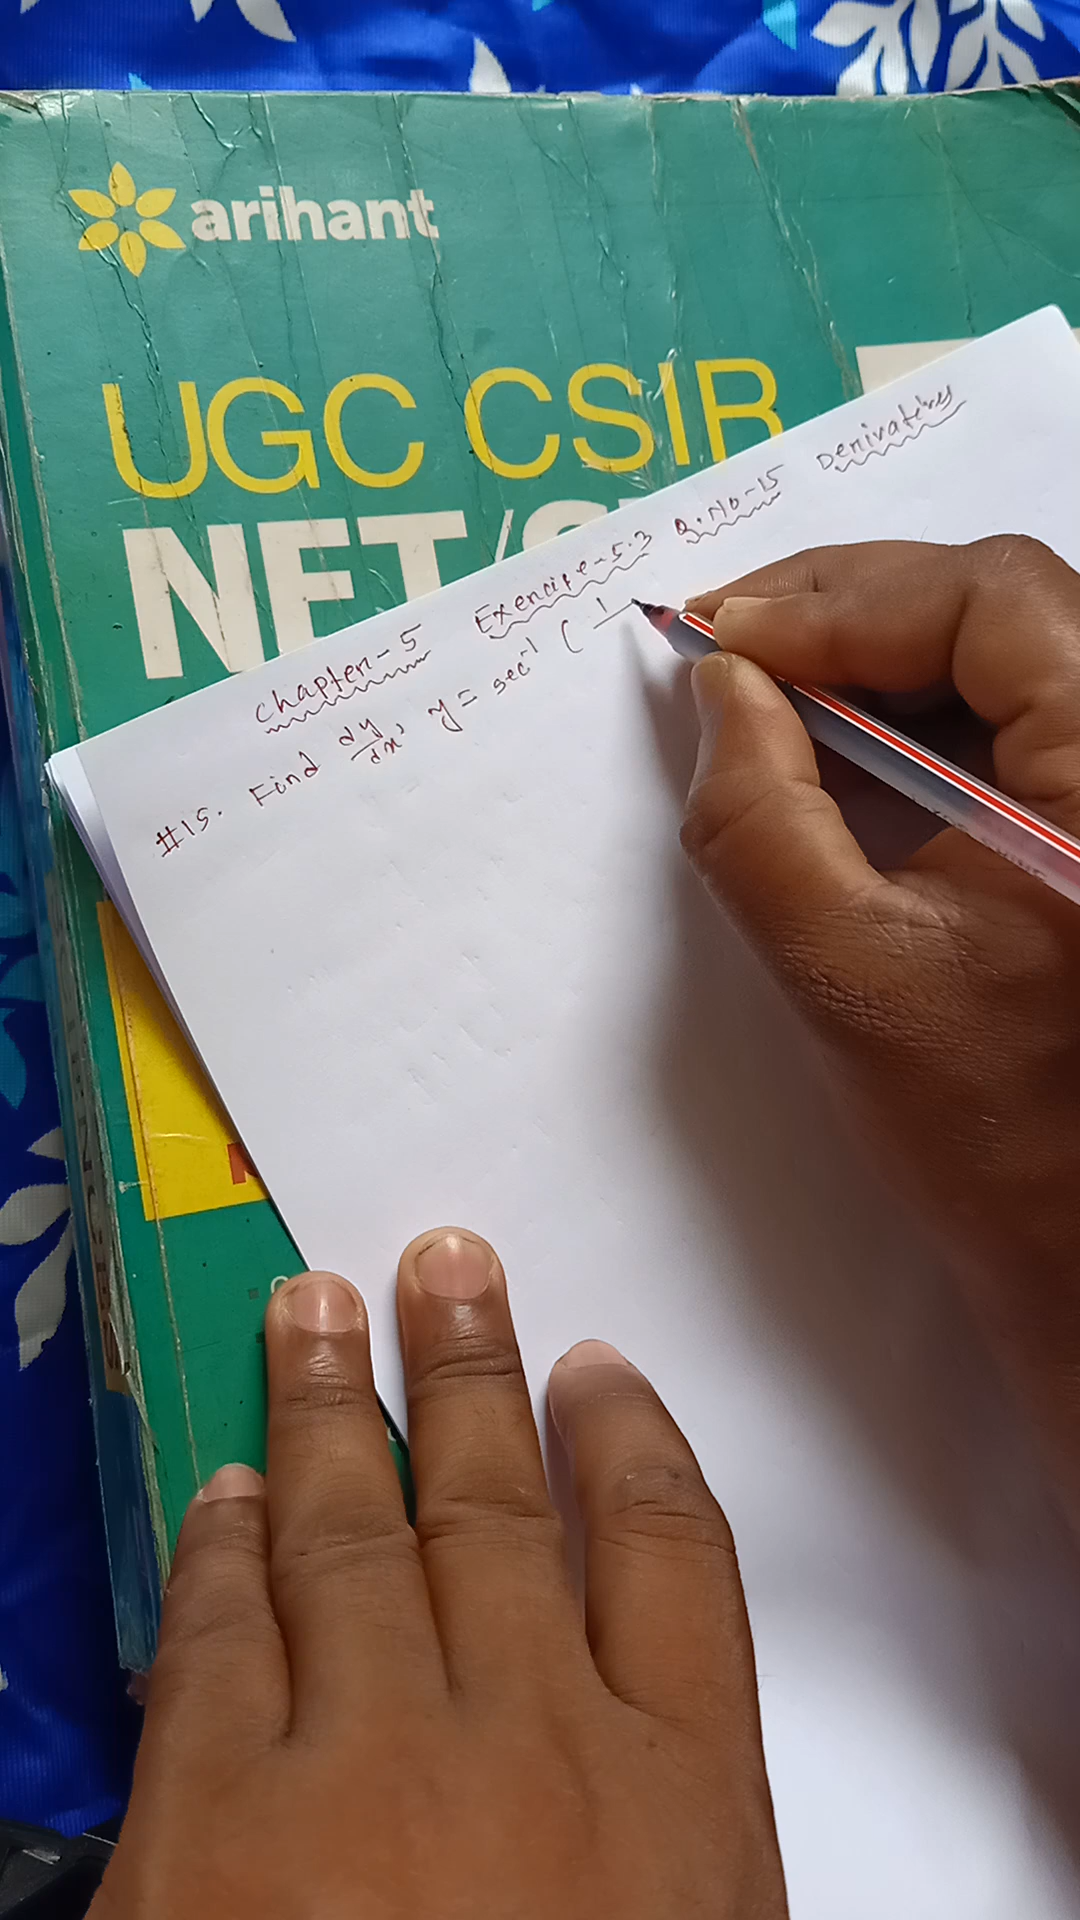 arihant
UGC CSIR
NET/S
Chapter-5 Exercise-5.3 Q.No-15 Derivatives
#15. Find dy/dx, y = sec⁻¹ ( 1